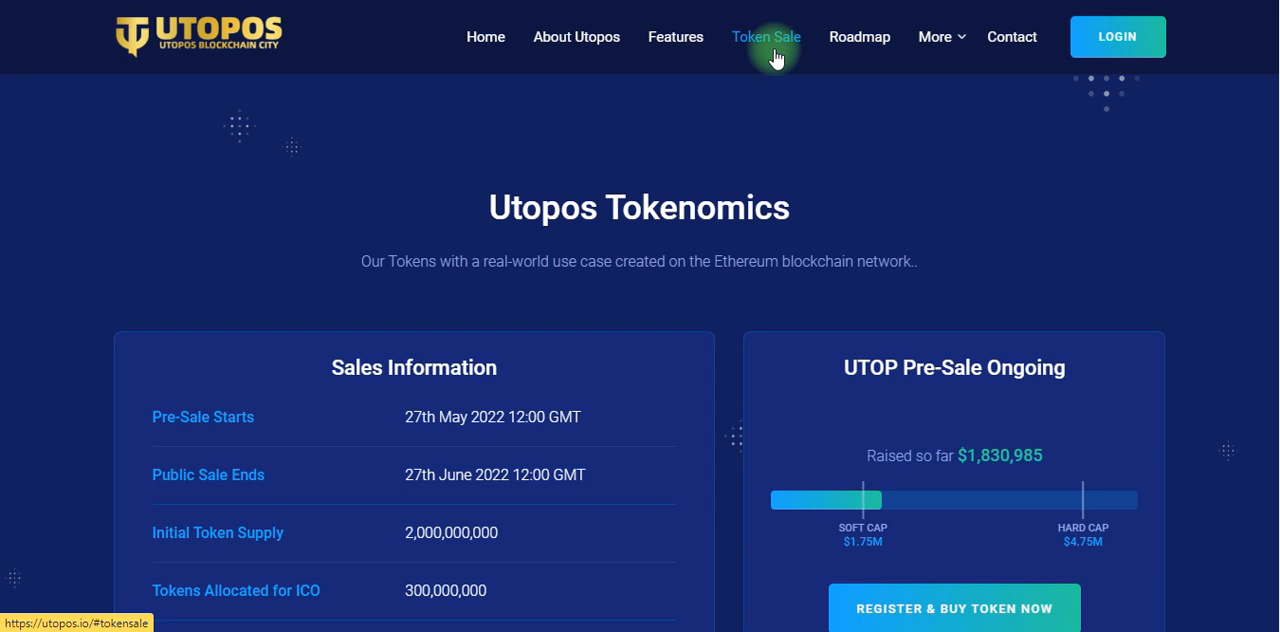 UTOPOS
UTOPOS BLOCKCHAIN CITY
Home About Utopos Features Token Sale Roadmap More Contact LOGIN
Utopos Tokenomics
Our Tokens with a real-world use case created on the Ethereum blockchain network..
Sales Information
Pre-Sale Starts 27th May 2022 12:00 GMT
Public Sale Ends 27th June 2022 12:00 GMT
Initial Token Supply 2,000,000,000
Tokens Allocated for ICO 300,000,000
UTOP Pre-Sale Ongoing
Raised so far $1,830,985
SOFT CAP HARD CAP
$1.75M $4.75M
REGISTER & BUY TOKEN NOW
https://utopos.io/#tokensale